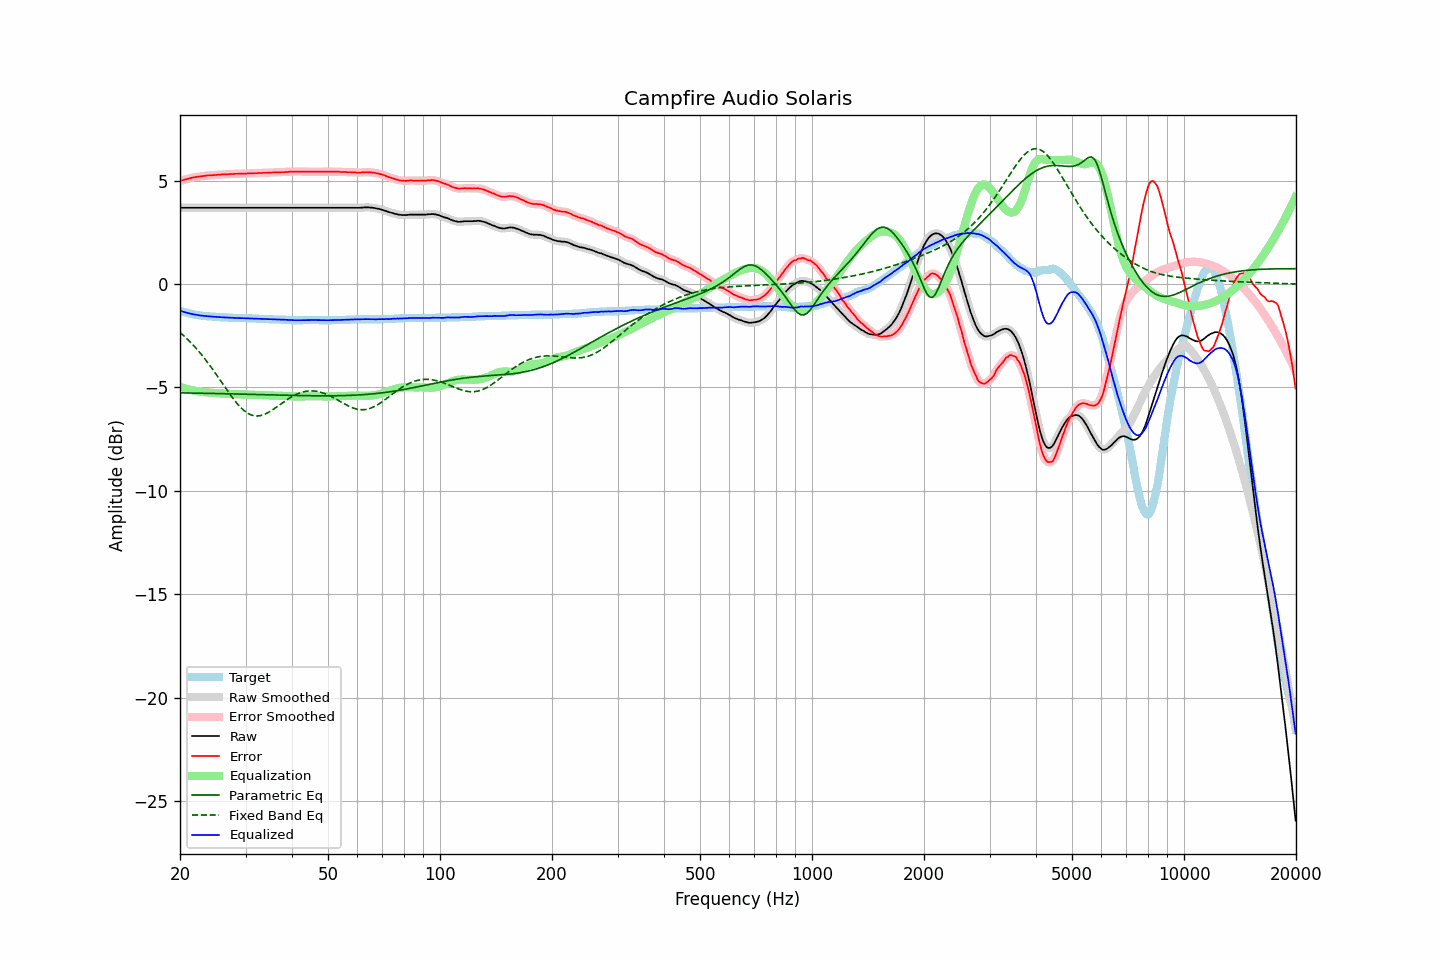 Campfire Audio Solaris
Amplitude (dBr)
5
0
−5
−10
−15
−20
−25
Target
Raw Smoothed
Error Smoothed
Raw
Error
Equalization
Parametric Eq
Fixed Band Eq
Equalized
20 50 100 200 500 1000 2000 5000 10000 20000
Frequency (Hz)